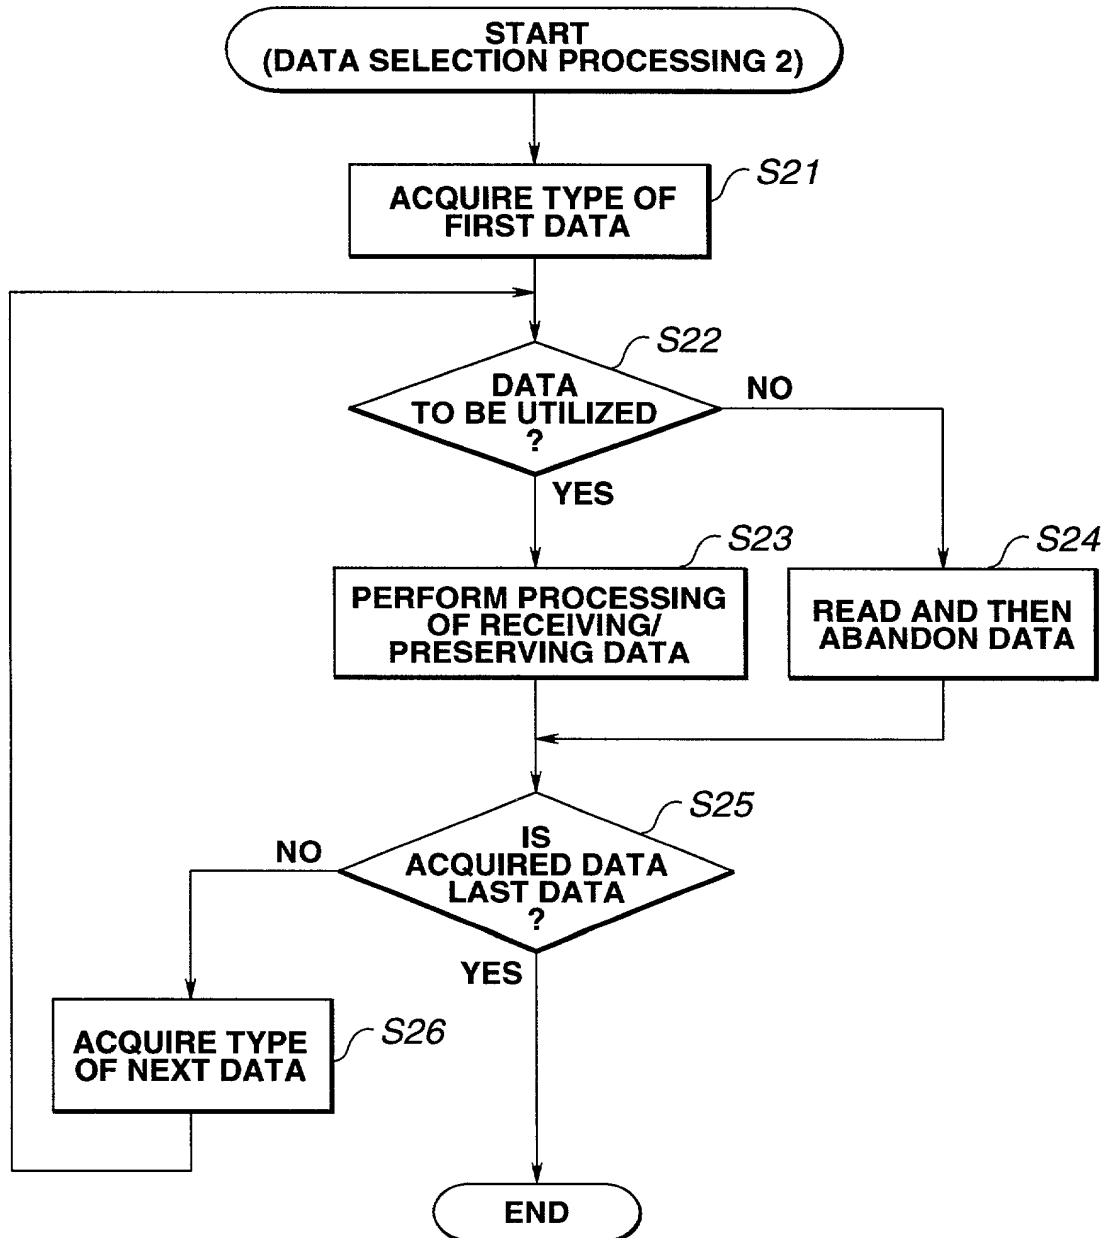 START
(DATA SELECTION PROCESSING 2)
S21
ACQUIRE TYPE OF
FIRST DATA
S22
DATA
TO BE UTILIZED
?
NO
YES
S23
PERFORM PROCESSING
OF RECEIVING/
PRESERVING DATA
S24
READ AND THEN
ABANDON DATA
S25
IS
ACQUIRED DATA
LAST DATA
?
NO
YES
S26
ACQUIRE TYPE
OF NEXT DATA
END